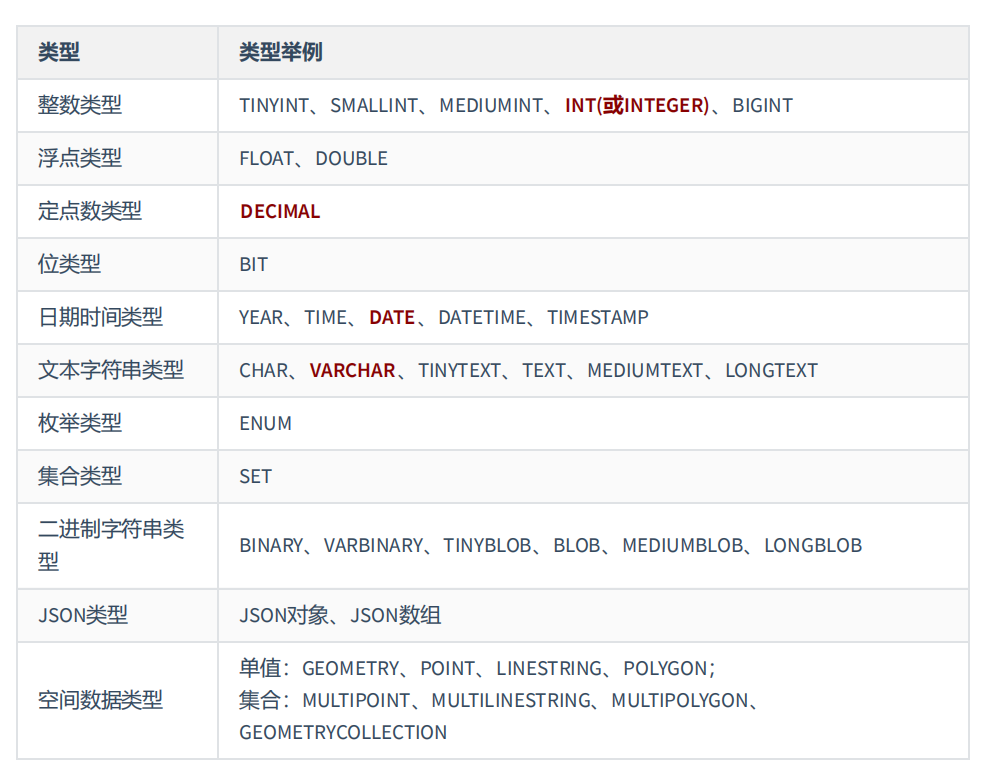 类型 类型举例
整数类型 TINYINT、SMALLINT、MEDIUMINT、INT(或INTEGER)、BIGINT
浮点类型 FLOAT、DOUBLE
定点数类型 DECIMAL
位类型 BIT
日期时间类型 YEAR、TIME、DATE、DATETIME、TIMESTAMP
文本字符串类型 CHAR、VARCHAR、TINYTEXT、TEXT、MEDIUMTEXT、LONGTEXT
枚举类型 ENUM
集合类型 SET
二进制字符串类
型
BINARY、VARBINARY、TINYBLOB、BLOB、MEDIUMBLOB、LONGBLOB
JSON类型 JSON对象、JSON数组
空间数据类型
单值：GEOMETRY、POINT、LINESTRING、POLYGON；
集合：MULTIPOINT、MULTILINESTRING、MULTIPOLYGON、
GEOMETRYCOLLECTION